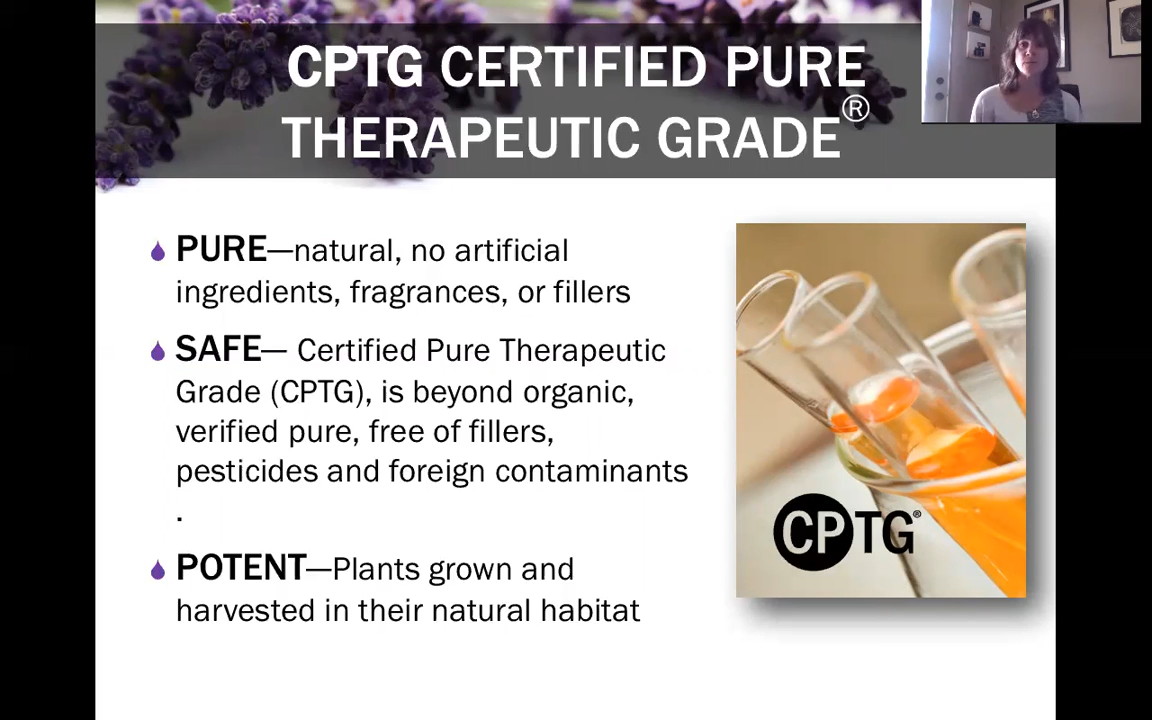 CPTG CERTIFIED PURE
THERAPEUTIC GRADE®
PURE—natural, no artificial
ingredients, fragrances, or fillers
SAFE— Certified Pure Therapeutic
Grade (CPTG), is beyond organic,
verified pure, free of fillers,
pesticides and foreign contaminants
.
POTENT—Plants grown and
harvested in their natural habitat
CPTG®